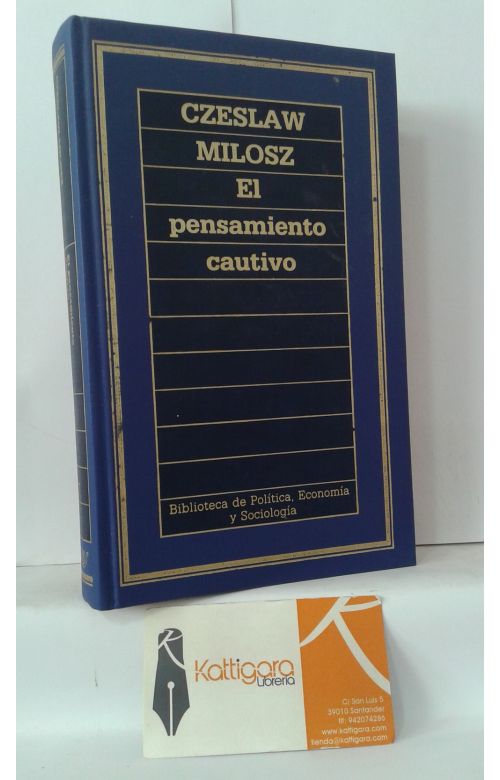 CZESLAW
MILOSZ
El
pensamiento
cautivo
Biblioteca de Política, Economía
y Sociología
Kattigara
Librería
C/ San Luis 5
39010 Santander
tlf: 942074286
www.kattigara.com
tienda@kattigara.com